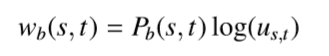 w_b(s, t) = P_b(s, t) log(u_{s,t})